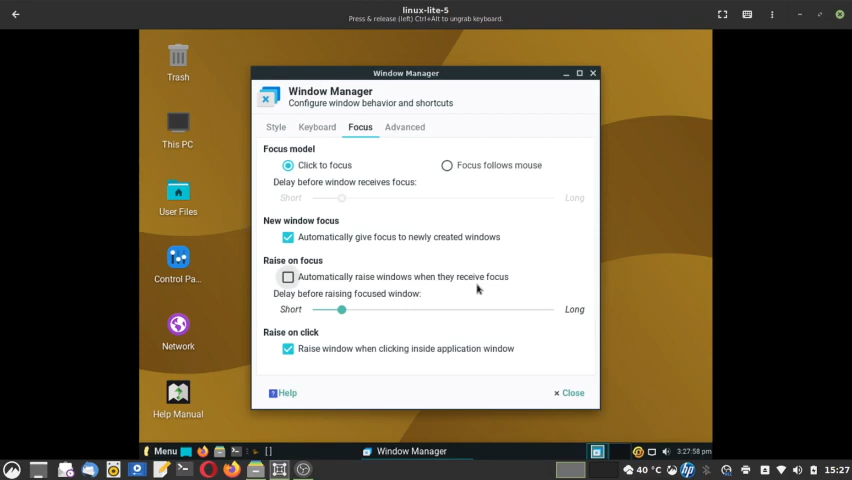 linux-lite-5
Press & release (left) Ctrl+Alt to ungrab keyboard.
Trash
This PC
User Files
Control Pa...
Network
Help Manual
Window Manager
Window Manager
Configure window behavior and shortcuts
Style Keyboard Focus Advanced
Focus model
Click to focus Focus follows mouse
Delay before window receives focus:
Short Long
New window focus
Automatically give focus to newly created windows
Raise on focus
Automatically raise windows when they receive focus
Delay before raising focused window:
Short Long
Raise on click
Raise window when clicking inside application window
Help Close
Menu Window Manager 3:27:58 pm
40 °C hp 15:27